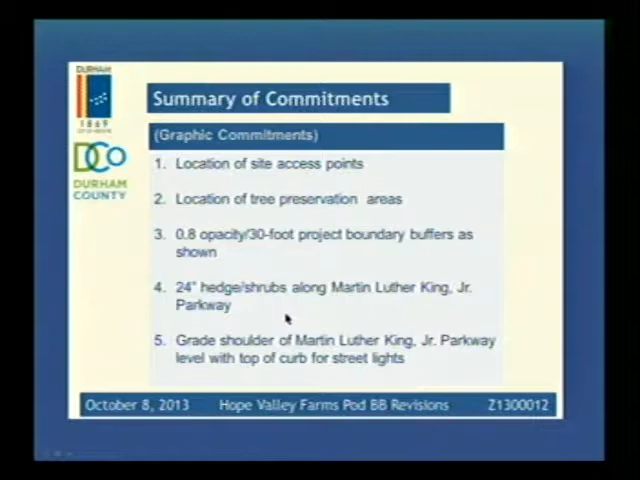 DURHAM
1869
DCO
DURHAM
COUNTY
Summary of Commitments
(Graphic Commitments)
1. Location of site access points
2. Location of tree preservation areas
3. 0.8 opacity/30-foot project boundary buffers as
shown
4. 24" hedge/shrubs along Martin Luther King, Jr.
Parkway
5. Grade shoulder of Martin Luther King, Jr. Parkway
level with top of curb for street lights
October 8, 2013 Hope Valley Farms Pod BB Revisions Z1300012